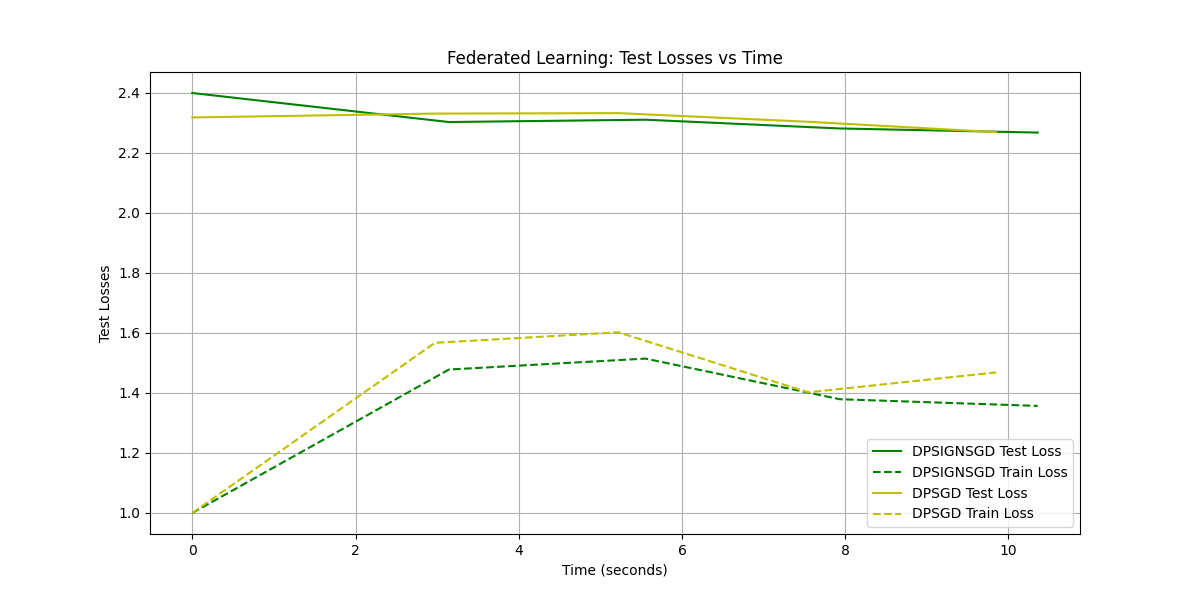 Federated Learning: Test Losses vs Time
Test Losses
2.4
2.2
2.0
1.8
1.6
1.4
1.2
1.0
0 2 4 6 8 10
Time (seconds)
DPSIGNSGD Test Loss
DPSIGNSGD Train Loss
DPSGD Test Loss
DPSGD Train Loss